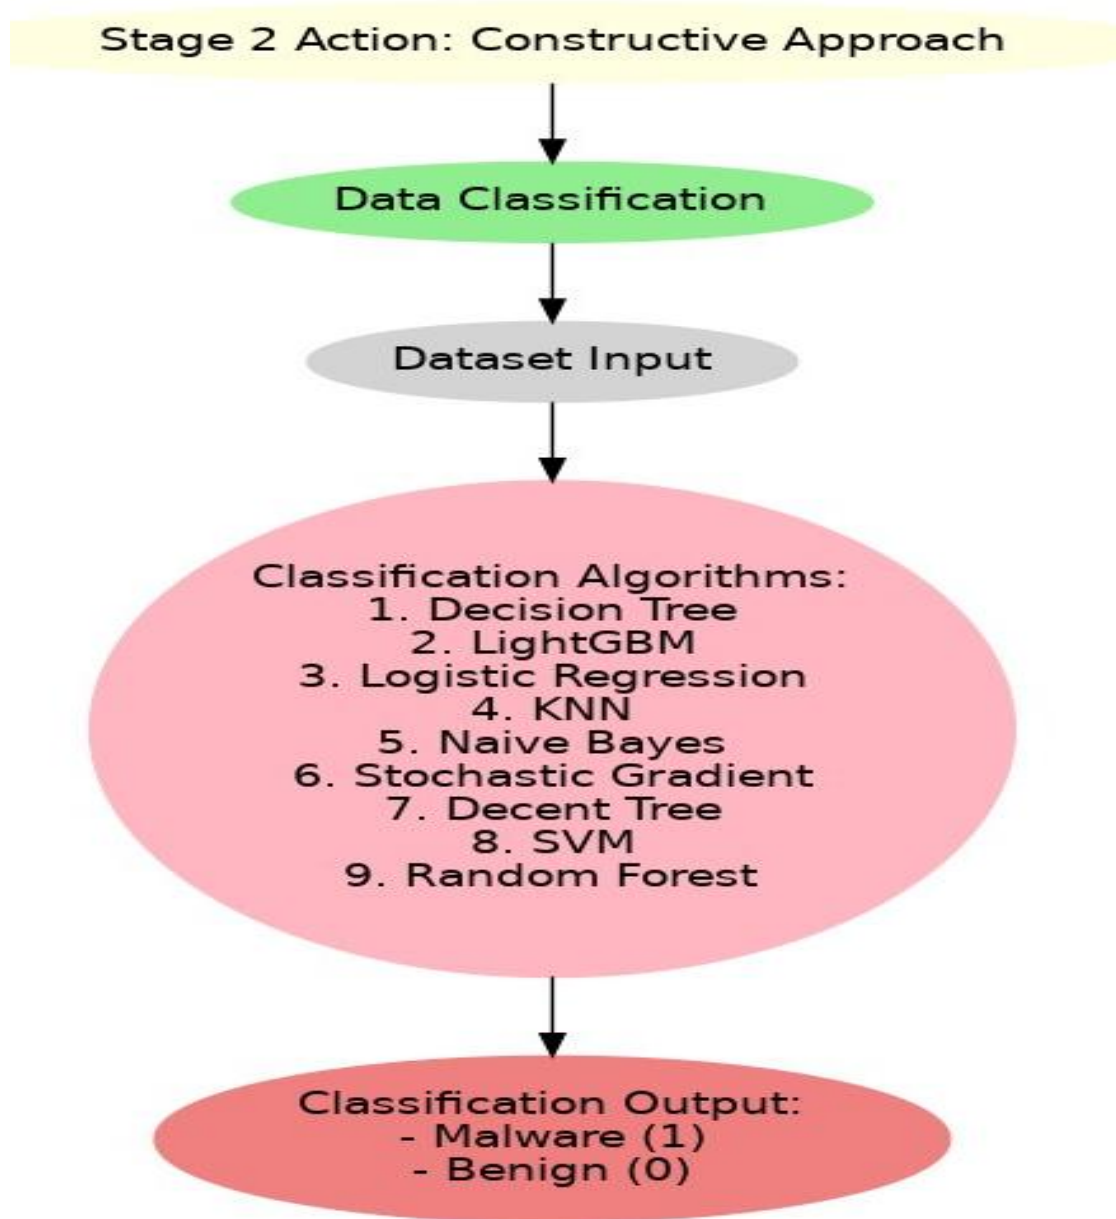 Stage 2 Action: Constructive Approach
Data Classification
Dataset Input
Classification Algorithms:
1. Decision Tree
2. LightGBM
3. Logistic Regression
4. KNN
5. Naive Bayes
6. Stochastic Gradient
7. Decent Tree
8. SVM
9. Random Forest
Classification Output:
- Malware (1)
- Benign (0)